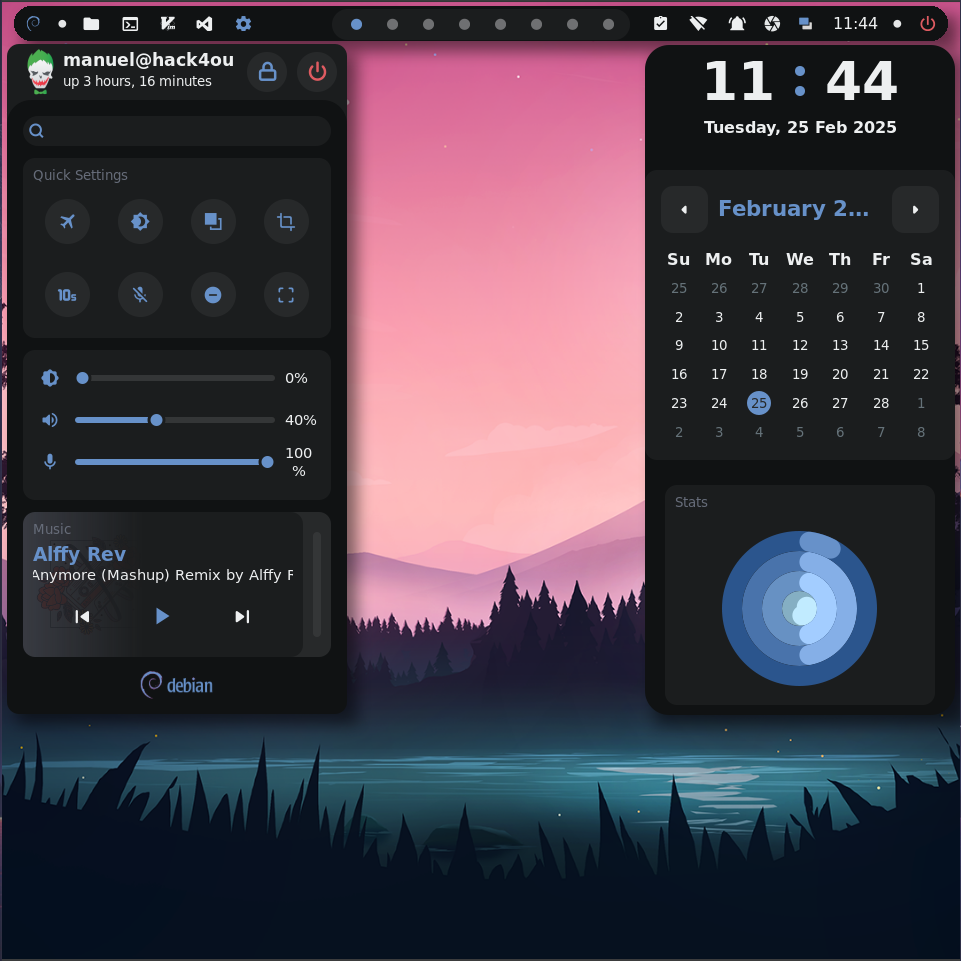 11:44
manuel@hack4ou
up 3 hours, 16 minutes
Quick Settings
10s
0%
40%
100
%
Music
Alffy Rev
Anymore (Mashup) Remix by Alffy F
debian
11 : 44
Tuesday, 25 Feb 2025
February 2...
Su Mo Tu We Th Fr Sa
25 26 27 28 29 30 1
2 3 4 5 6 7 8
9 10 11 12 13 14 15
16 17 18 19 20 21 22
23 24 25 26 27 28 1
2 3 4 5 6 7 8
Stats